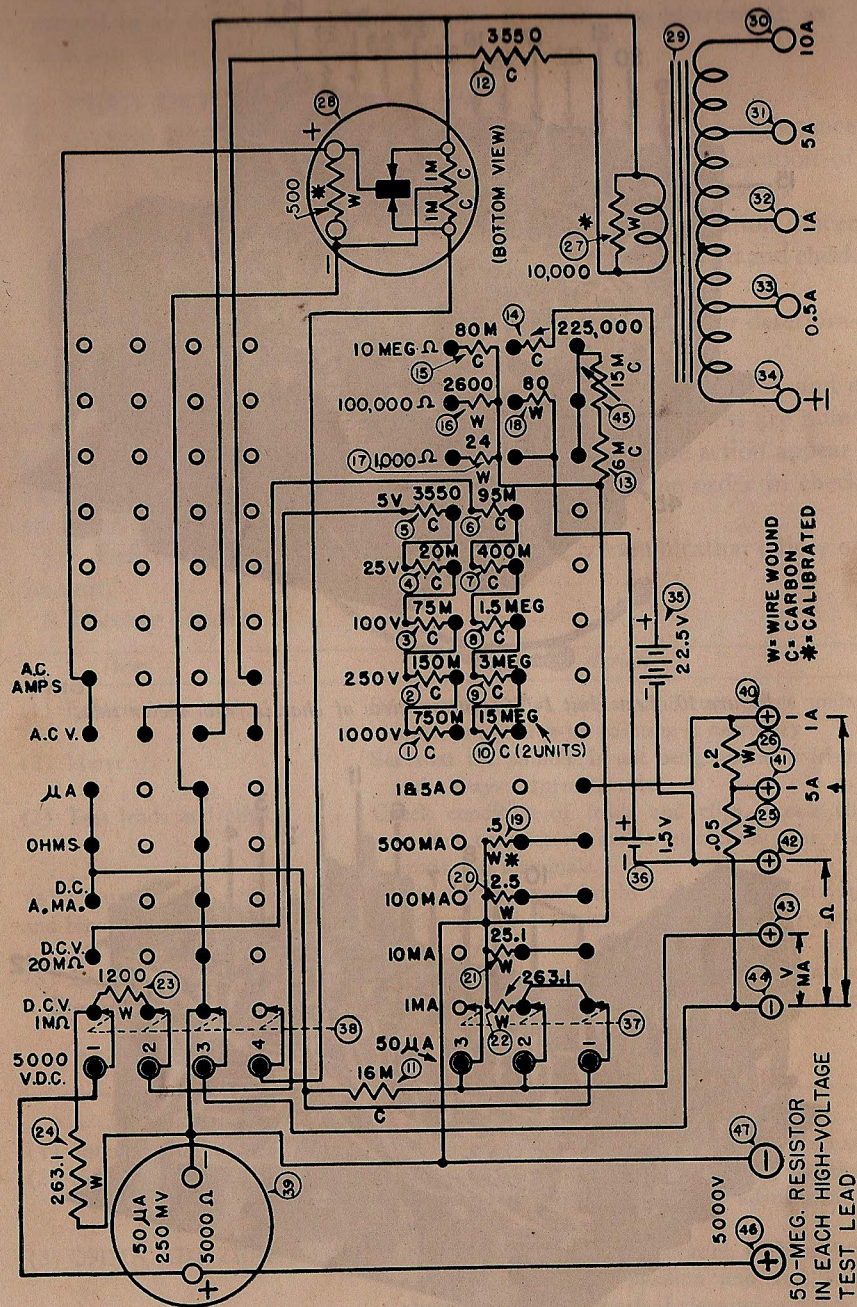 3550
12
C
28
+
500
*
W
1M
C
1M
C
−
(BOTTOM VIEW)
29
30
10A
31
5A
32
1A
33
0.5A
34
±
*
27
W
10,000
10 MEG Ω
80M
15
C
14
C
225,000
100,000 Ω
2600
16
W
80
18
W
15M
C
45
17
1,000 Ω
24
W
6M
C
13
5V
3550
5
C
95M
6
C
25V
20M
4
C
400M
7
C
100V
75M
3
C
1.5MEG
8
C
250V
150M
2
C
3MEG
9
C
1000V
750M
1
C
15MEG
10
C (2UNITS)
1&5A
500MA
.5
19
W*
100MA
20
2.5
W
10MA
25.1
21
W
1MA
263.1
22
W
50μA
3
2
1
37
A.C.
AMPS
A.C.V.
μA
OHMS
D.C.
A.MA.
D.C.V.
20MΩ
D.C.V.
1MΩ
5000
V.D.C.
1200
23
W
1
2
3
4
38
16M
11
C
24
263.1
W
50μA
250 MV
5000Ω
−
+
39
+
35
−
22.5V
+
1.5V
−
36
W= WIRE WOUND
C= CARBON
*= CALIBRATED
40
+
−
1A
.2
W
26
41
+
−
5A
.05
W
25
42
+
Ω
43
+
V
MA
44
−
47
−
5000V
46
+
50-MEG. RESISTOR
IN EACH HIGH-VOLTAGE
TEST LEAD